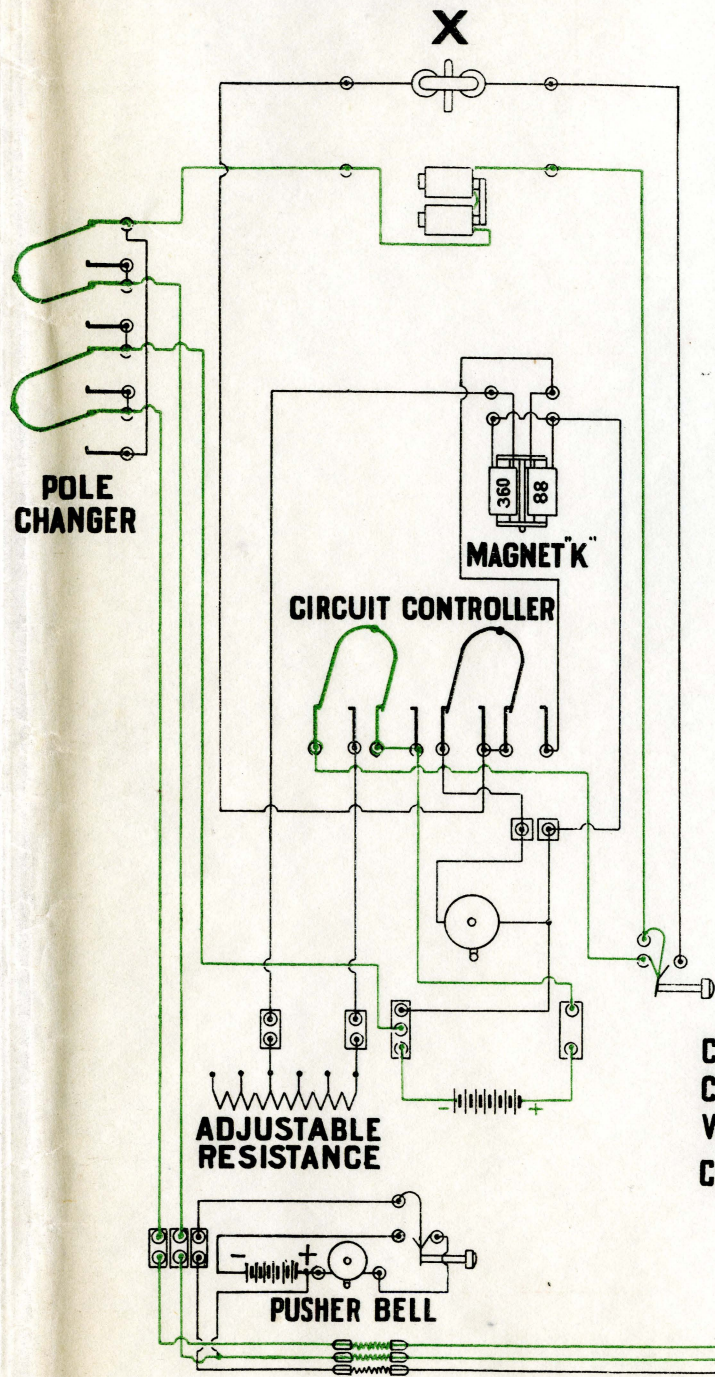 X
POLE
CHANGER
360
88
MAGNET "K"
CIRCUIT CONTROLLER
- +
ADJUSTABLE
RESISTANCE
C
C
V
C
- +
PUSHER BELL